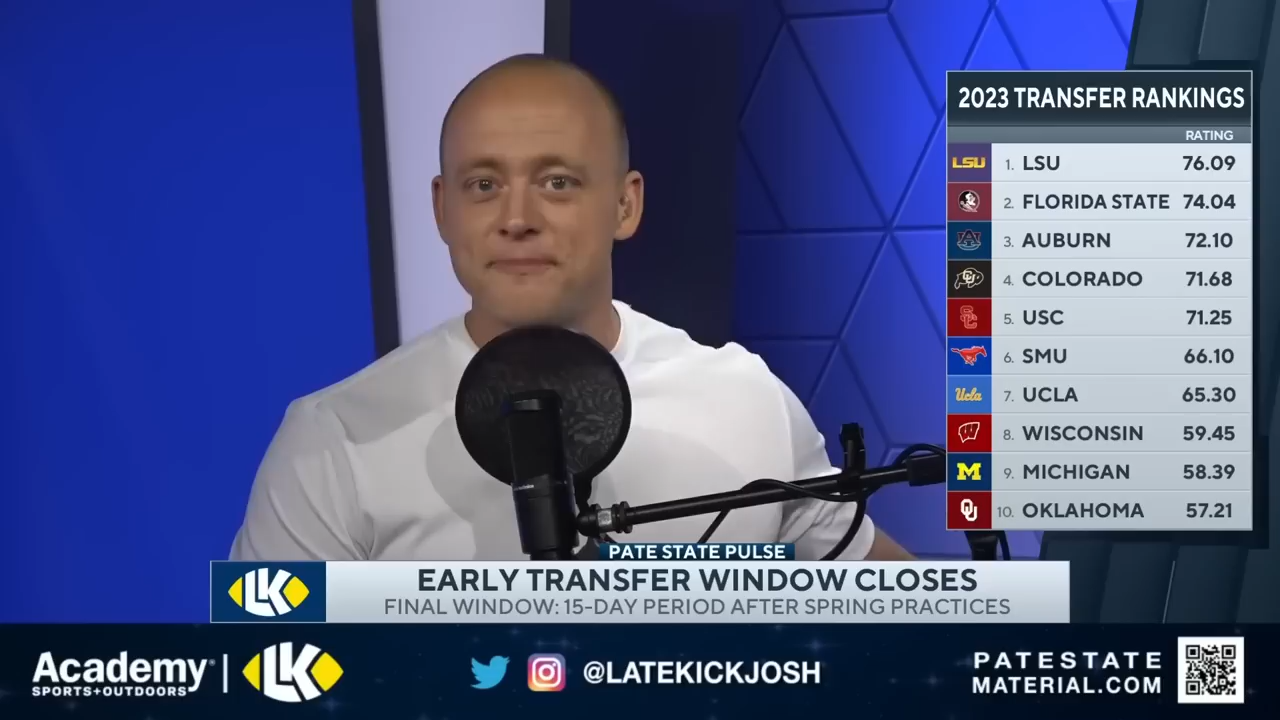 2023 TRANSFER RANKINGS
RATING
LSU 1. LSU 76.09
2. FLORIDA STATE 74.04
3. AUBURN 72.10
4. COLORADO 71.68
SC 5. USC 71.25
6. SMU 66.10
Ucla 7. UCLA 65.30
W 8. WISCONSIN 59.45
M 9. MICHIGAN 58.39
OU 10. OKLAHOMA 57.21
PATE STATE PULSE
LK EARLY TRANSFER WINDOW CLOSES
FINAL WINDOW: 15-DAY PERIOD AFTER SPRING PRACTICES
Academy | LK @LATEKICKJOSH PATESTATE
SPORTS+OUTDOORS MATERIAL.COM